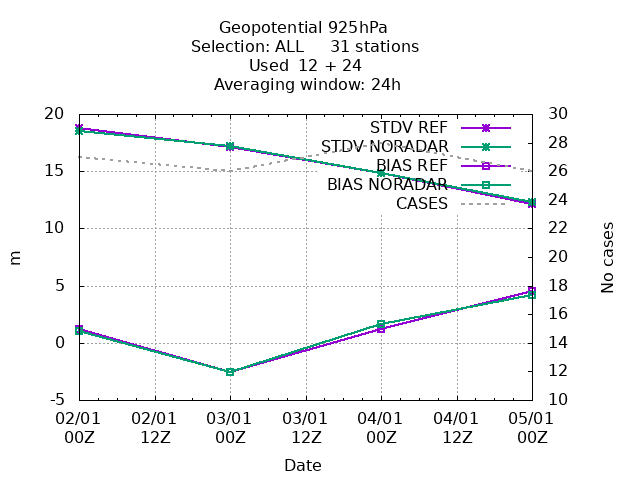 Geopotential 925hPa
Selection: ALL     31 stations
Used  12 + 24
Averaging window: 24h
20
15
10
5
0
-5
m
30
28
26
24
22
20
18
16
14
12
10
No cases
STDV REF
STDV NORADAR
BIAS REF
BIAS NORADAR
CASES
02/01 02/01 03/01 03/01 04/01 04/01 05/01
00Z 12Z 00Z 12Z 00Z 12Z 00Z
Date